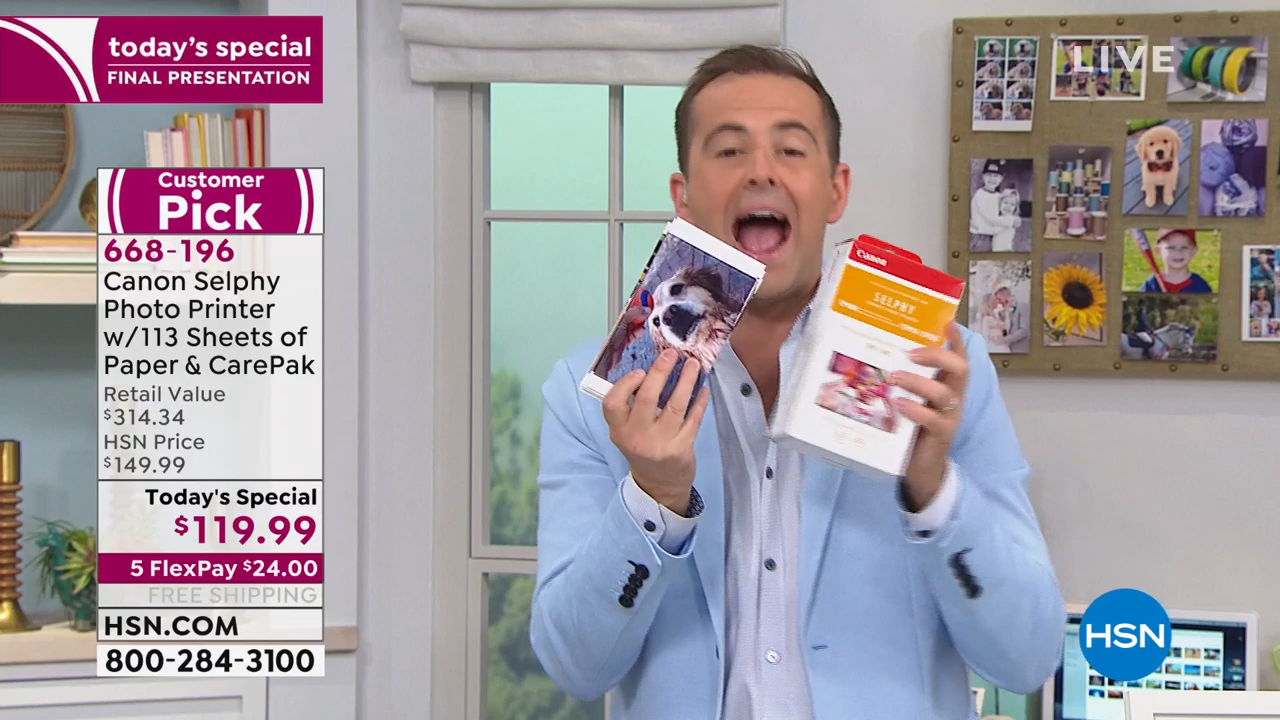 today's special
FINAL PRESENTATION
LIVE
Customer
Pick
668-196
Canon Selphy
Photo Printer
w/113 Sheets of
Paper & CarePak
Retail Value
$314.34
HSN Price
$149.99
Today's Special
$119.99
5 FlexPay $24.00
FREE SHIPPING
HSN.COM
800-284-3100
Canon
SELPHY
HSN